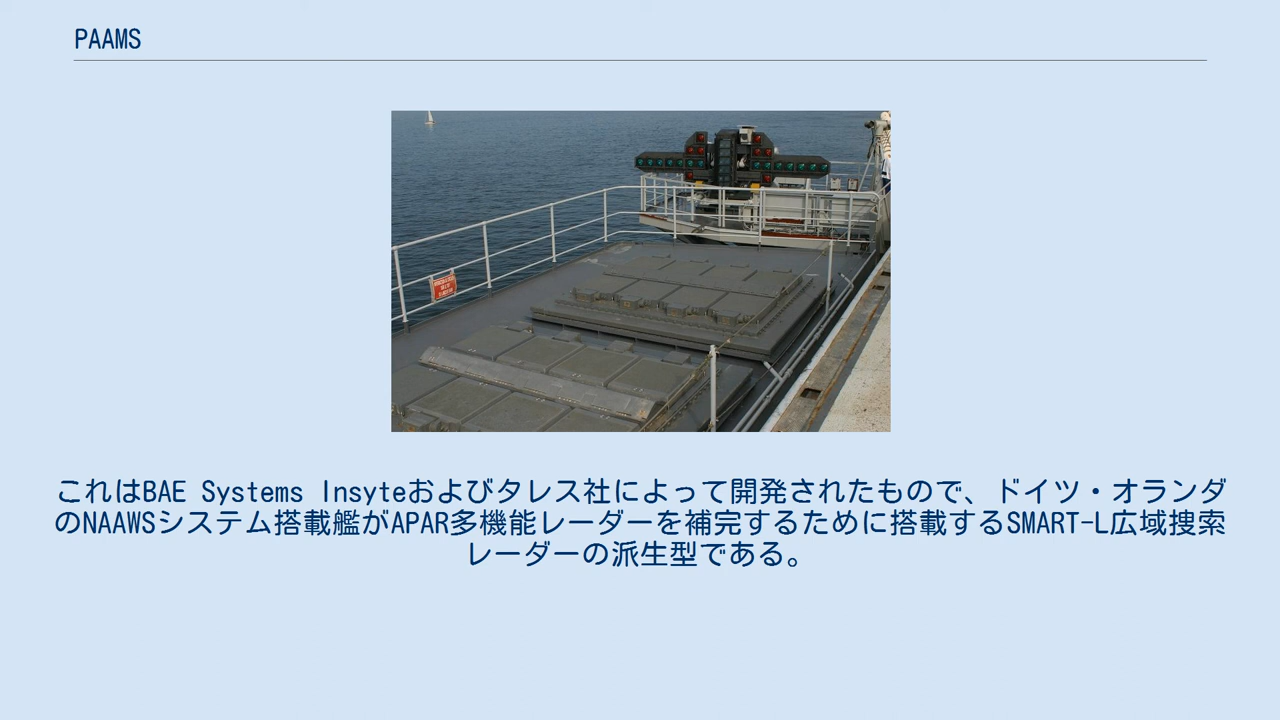 PAAMS
これはBAE Systems Insyteおよびタレス社によって開発されたもので、ドイツ・オランダ
のNAAWSシステム搭載艦がAPAR多機能レーダーを補完するために搭載するSMART-L広域捜索
レーダーの派生型である。